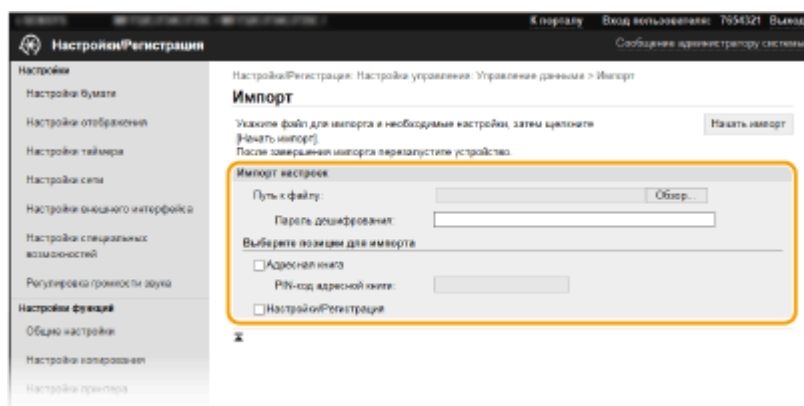 К порталу Вход пользователя: 7654321 Выход
Настройки/Регистрация
Сообщение администратору системы
Настройки
Настройки бумаги
Настройки отображения
Настройки таймера
Настройки сети
Настройки внешнего интерфейса
Настройки специальных
возможностей
Регулировка громкости звука
Настройки функций
Общие настройки
Настройки копирования
Настройки принтера
Настройки/Регистрация: Настройки управления: Управление данными > Импорт
Импорт
Укажите файл для импорта и необходимые настройки, затем щелкните
[Начать импорт].
После завершения импорта перезапустите устройство.
Начать импорт
Импорт настроек
Путь к файлу:
Обзор...
Пароль дешифрования:
Выберите позиции для импорта
Адресная книга
PIN-код адресной книги:
Настройки/Регистрация